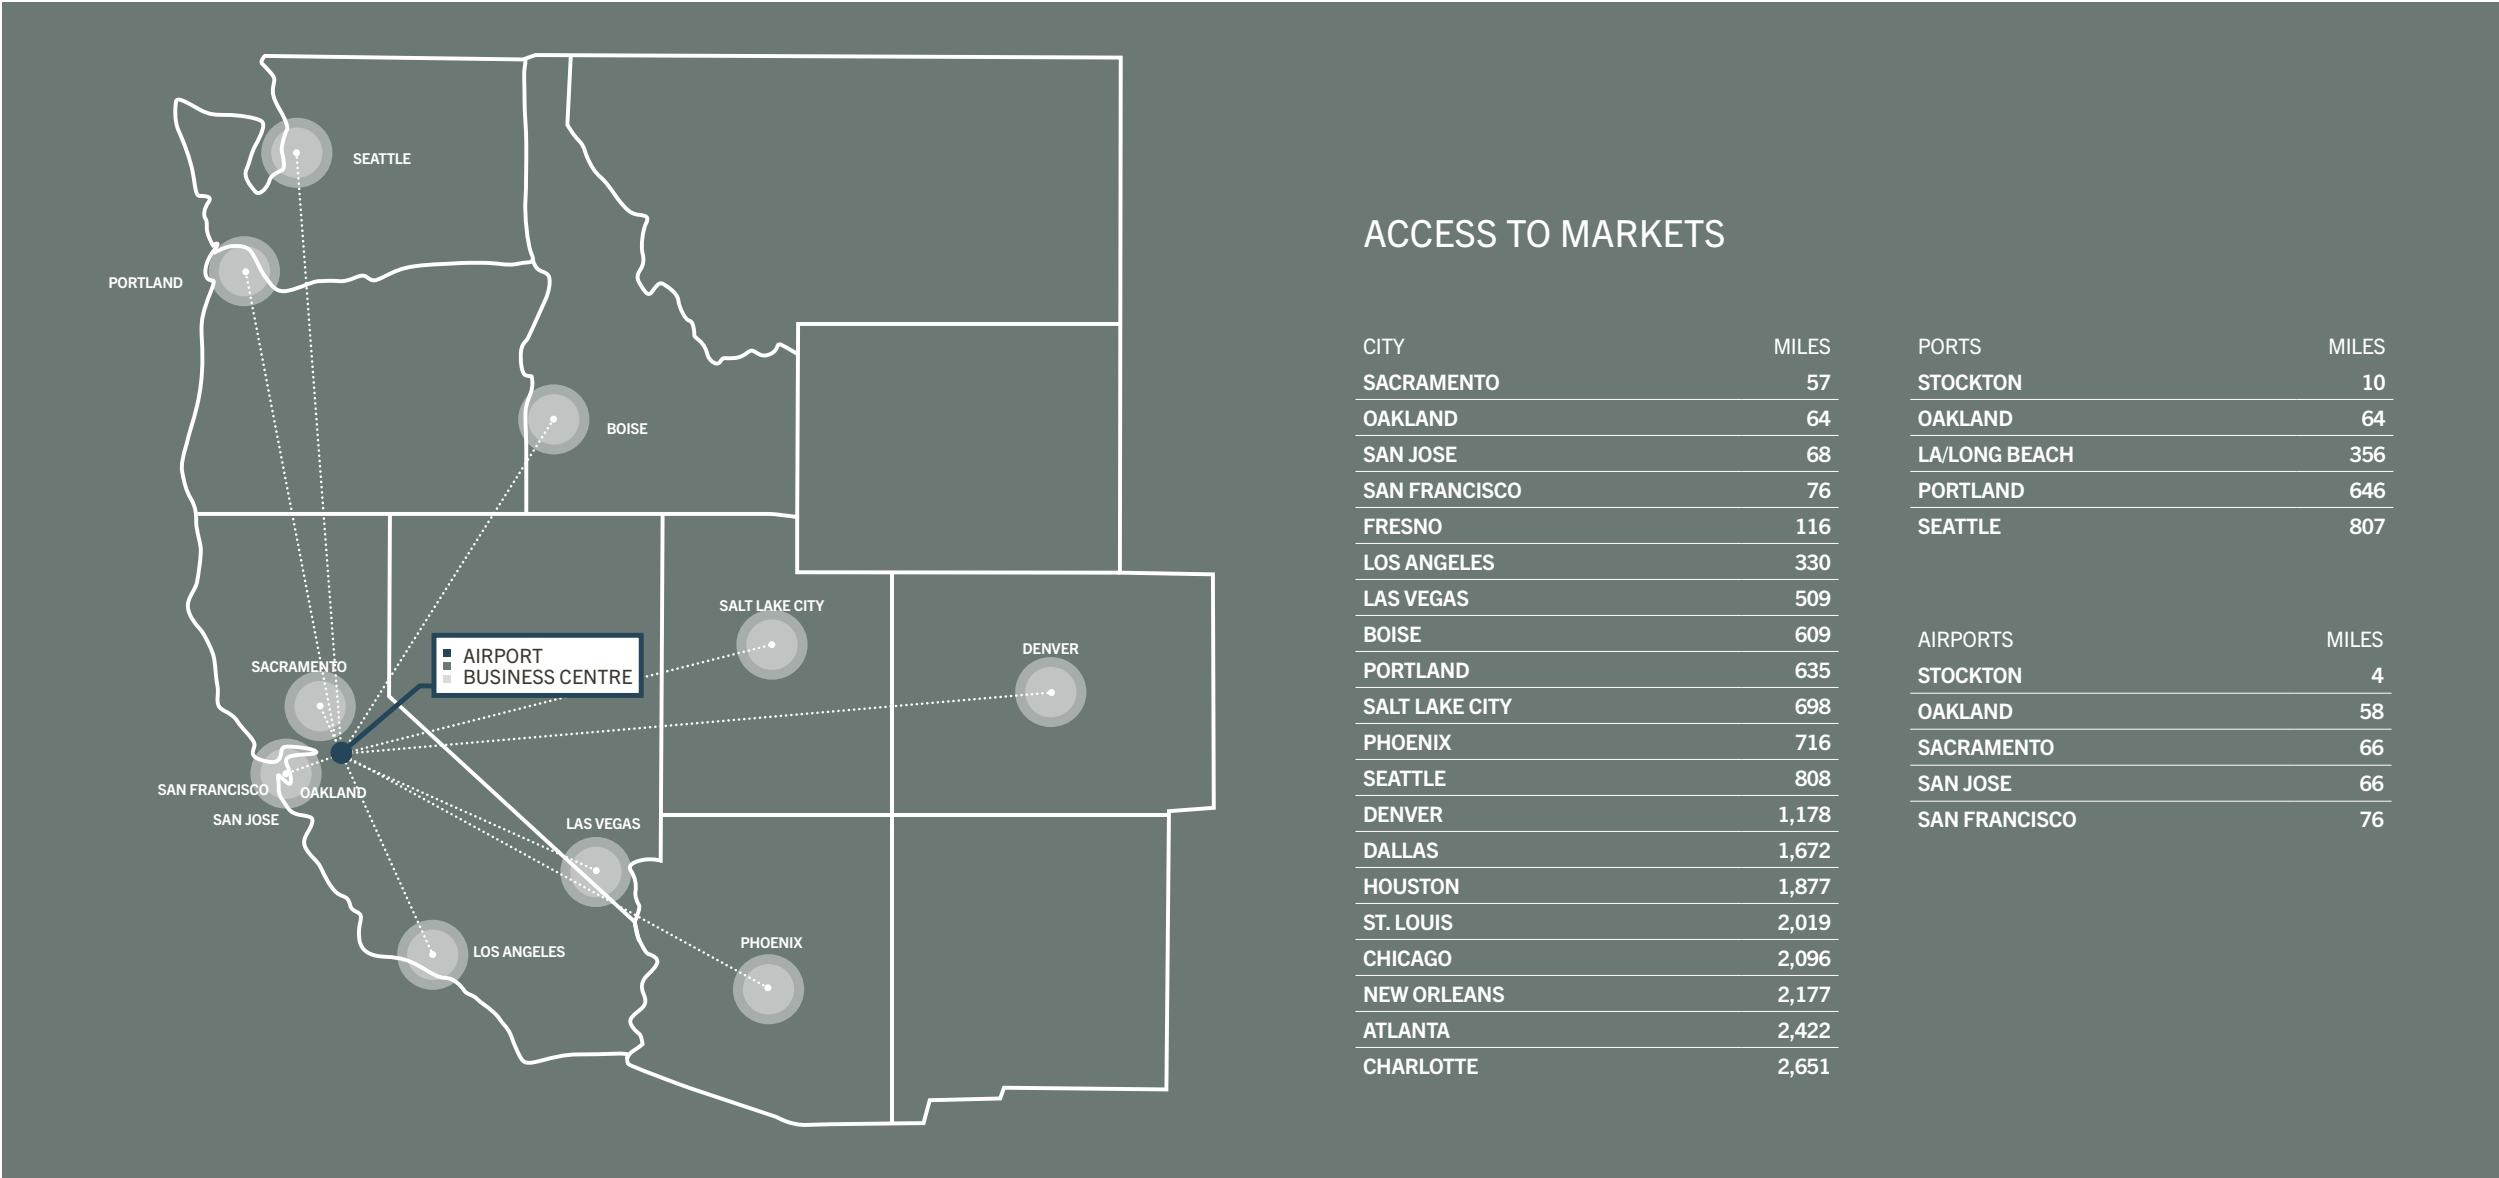 SEATTLE
PORTLAND
BOISE
SALT LAKE CITY
DENVER
AIRPORT
BUSINESS CENTRE
SACRAMENTO
SAN FRANCISCO
OAKLAND
SAN JOSE
LAS VEGAS
LOS ANGELES
PHOENIX
ACCESS TO MARKETS
CITY MILES
SACRAMENTO 57
OAKLAND 64
SAN JOSE 68
SAN FRANCISCO 76
FRESNO 116
LOS ANGELES 330
LAS VEGAS 509
BOISE 609
PORTLAND 635
SALT LAKE CITY 698
PHOENIX 716
SEATTLE 808
DENVER 1,178
DALLAS 1,672
HOUSTON 1,877
ST. LOUIS 2,019
CHICAGO 2,096
NEW ORLEANS 2,177
ATLANTA 2,422
CHARLOTTE 2,651
PORTS MILES
STOCKTON 10
OAKLAND 64
LA/LONG BEACH 356
PORTLAND 646
SEATTLE 807
AIRPORTS MILES
STOCKTON 4
OAKLAND 58
SACRAMENTO 66
SAN JOSE 66
SAN FRANCISCO 76